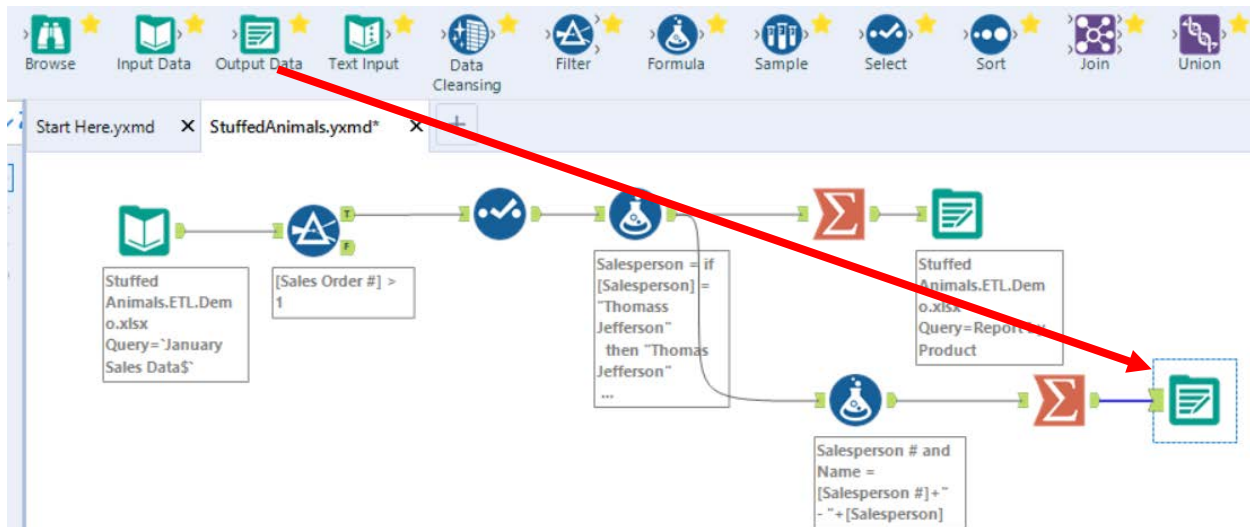 Browse
Input Data
Output Data
Text Input
Data
Cleansing
Filter
Formula
Sample
Select
Sort
Join
Union
Start Here.yxmd X
StuffedAnimals.yxmd* X
+
T
F
Stuffed
Animals.ETL.Dem
o.xlsx
Query=`January
Sales Data$`
[Sales Order #] >
1
Salesperson = if
[Salesperson] =
"Thomass
Jefferson"
then "Thomas
Jefferson"
...
Σ
Stuffed
Animals.ETL.Dem
o.xlsx
Query=Report by
Product
Salesperson # and
Name =
[Salesperson #]+"
- "+[Salesperson]
Σ